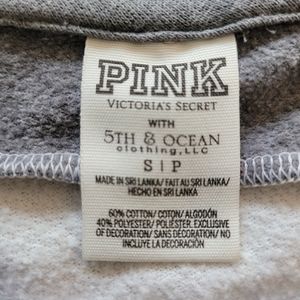 PINK
VICTORIA'S SECRET
WITH
5TH & OCEAN
clothing, LLC
S | P
MADE IN SRI LANKA/ FAIT AU SRI LANKA/
HECHO EN SRI LANKA
60% COTTON/ COTON/ ALGODÓN
40% POLYESTER/ POLIÉSTER. EXCLUSIVE
OF DECORATION/ SANS DÉCORATION/ NO
INCLUYE LA DECORACIÓN